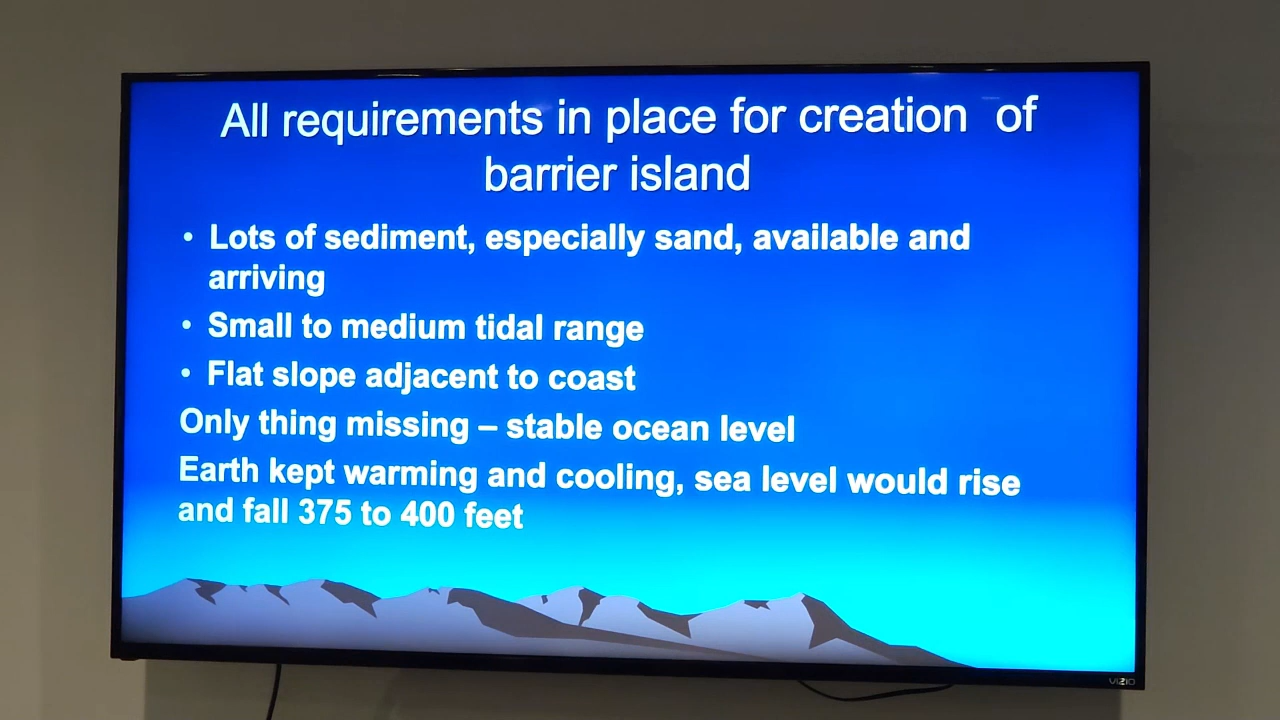 All requirements in place for creation of
barrier island
• Lots of sediment, especially sand, available and
arriving
• Small to medium tidal range
• Flat slope adjacent to coast
Only thing missing – stable ocean level
Earth kept warming and cooling, sea level would rise
and fall 375 to 400 feet
VIZIO